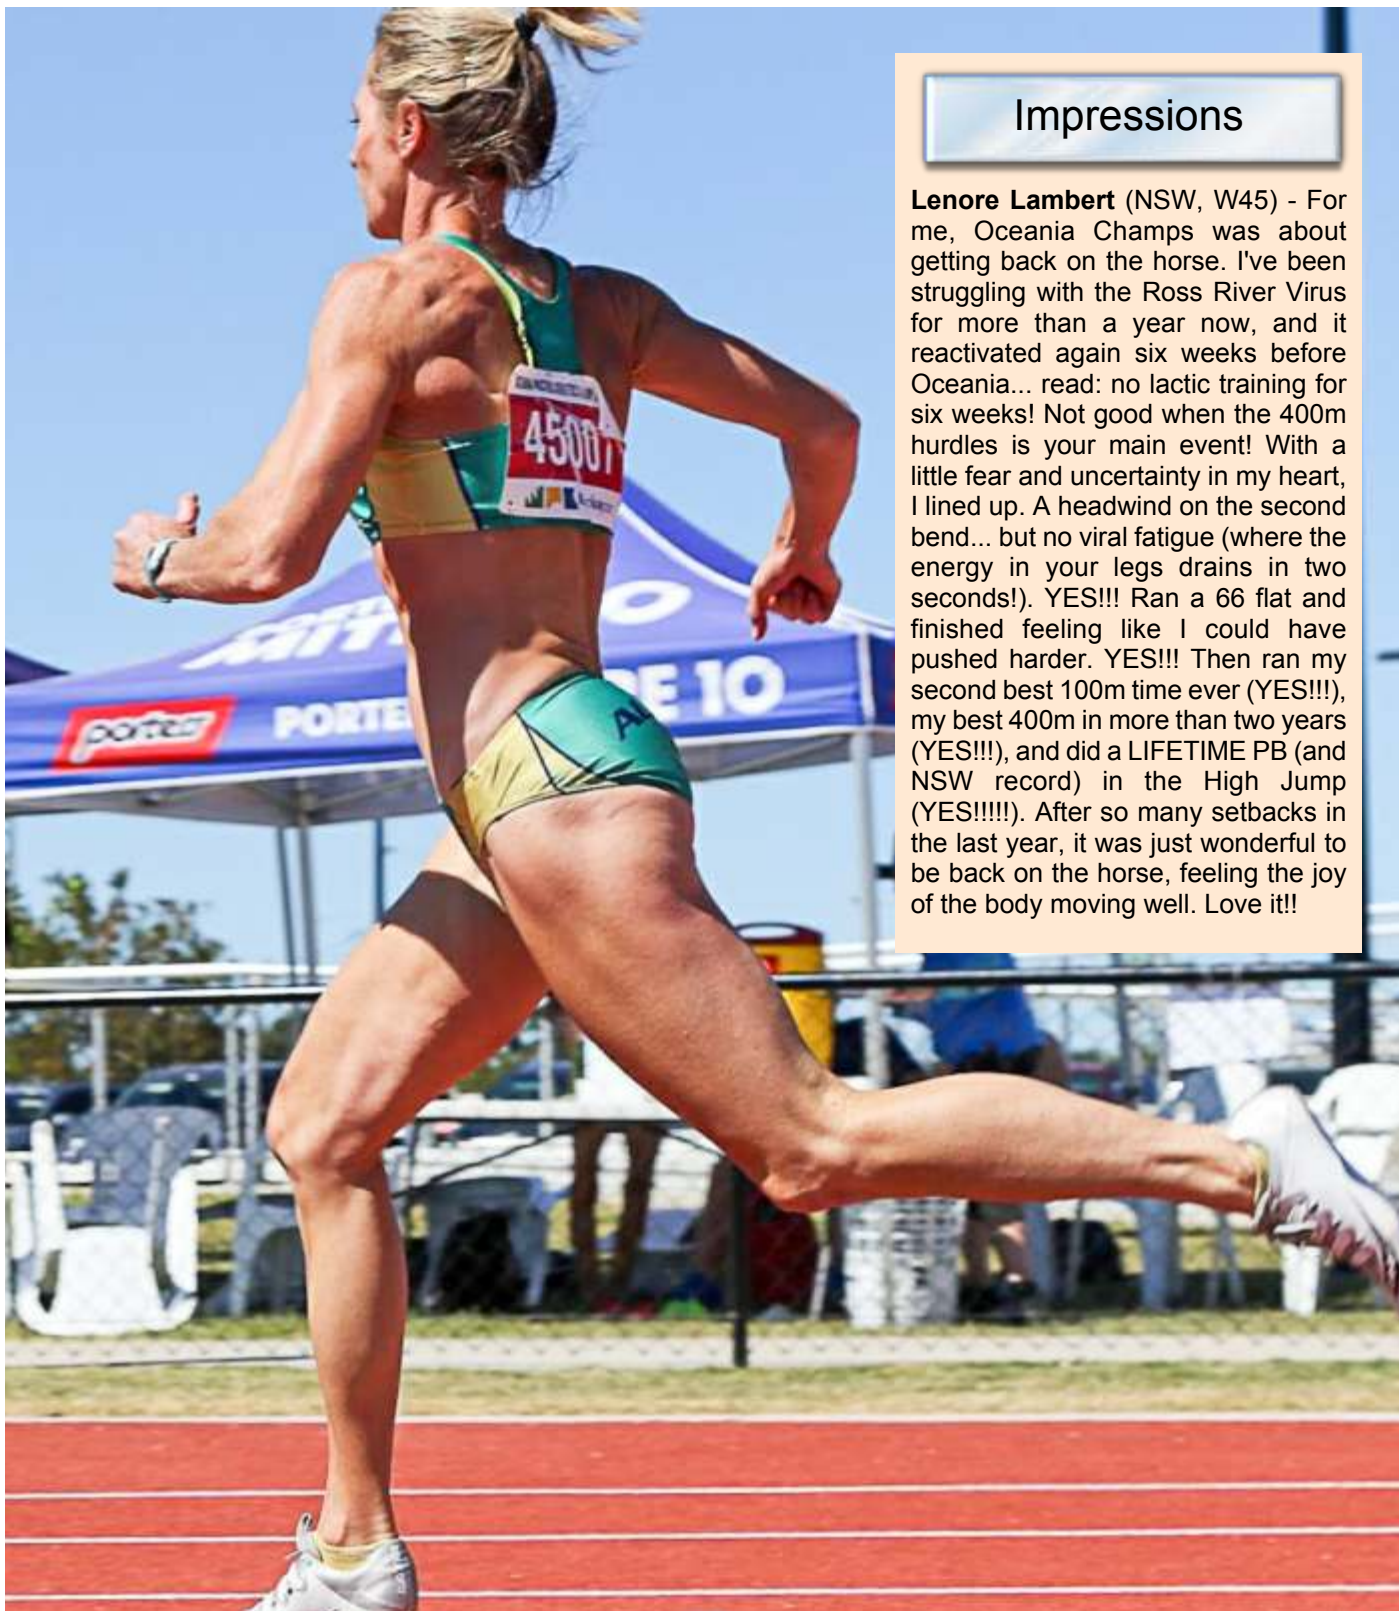 Impressions
Lenore Lambert (NSW, W45) - For
me, Oceania Champs was about
getting back on the horse. I've been
struggling with the Ross River Virus
for more than a year now, and it
reactivated again six weeks before
Oceania... read: no lactic training for
six weeks! Not good when the 400m
hurdles is your main event! With a
little fear and uncertainty in my heart,
I lined up. A headwind on the second
bend... but no viral fatigue (where the
energy in your legs drains in two
seconds!). YES!!! Ran a 66 flat and
finished feeling like I could have
pushed harder. YES!!! Then ran my
second best 100m time ever (YES!!!),
my best 400m in more than two years
(YES!!!), and did a LIFETIME PB (and
NSW record) in the High Jump
(YES!!!!!). After so many setbacks in
the last year, it was just wonderful to
be back on the horse, feeling the joy
of the body moving well. Love it!!
45007
porter
10